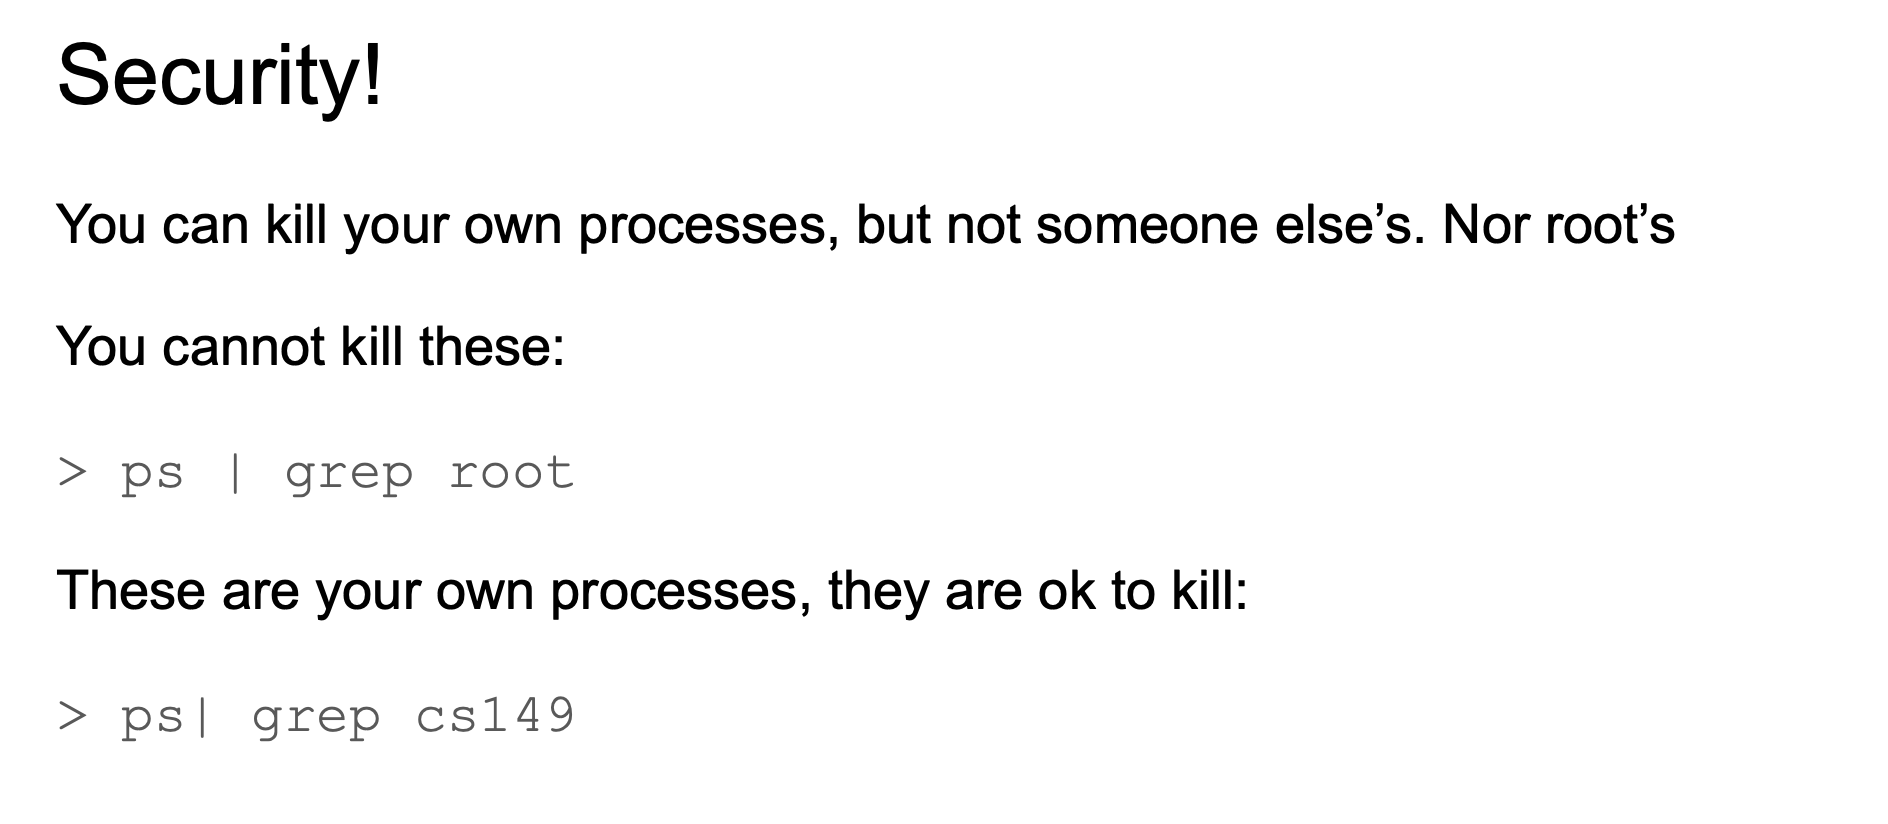 Security!
You can kill your own processes, but not someone else’s. Nor root’s
You cannot kill these:
> ps | grep root
These are your own processes, they are ok to kill:
> ps| grep cs149